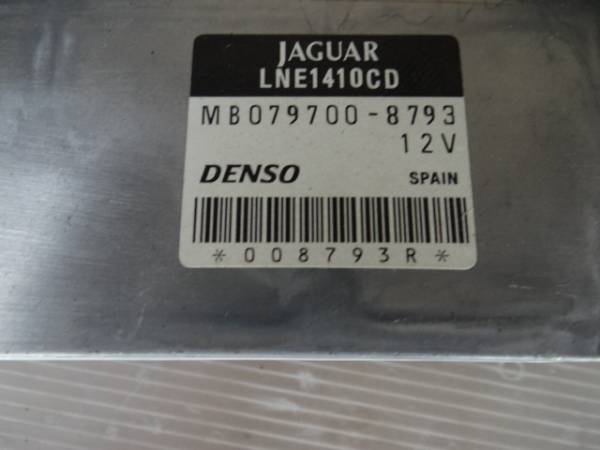 JAGUAR
LNE1410CD
MB079700-8793
12V
DENSO SPAIN
*008793R*